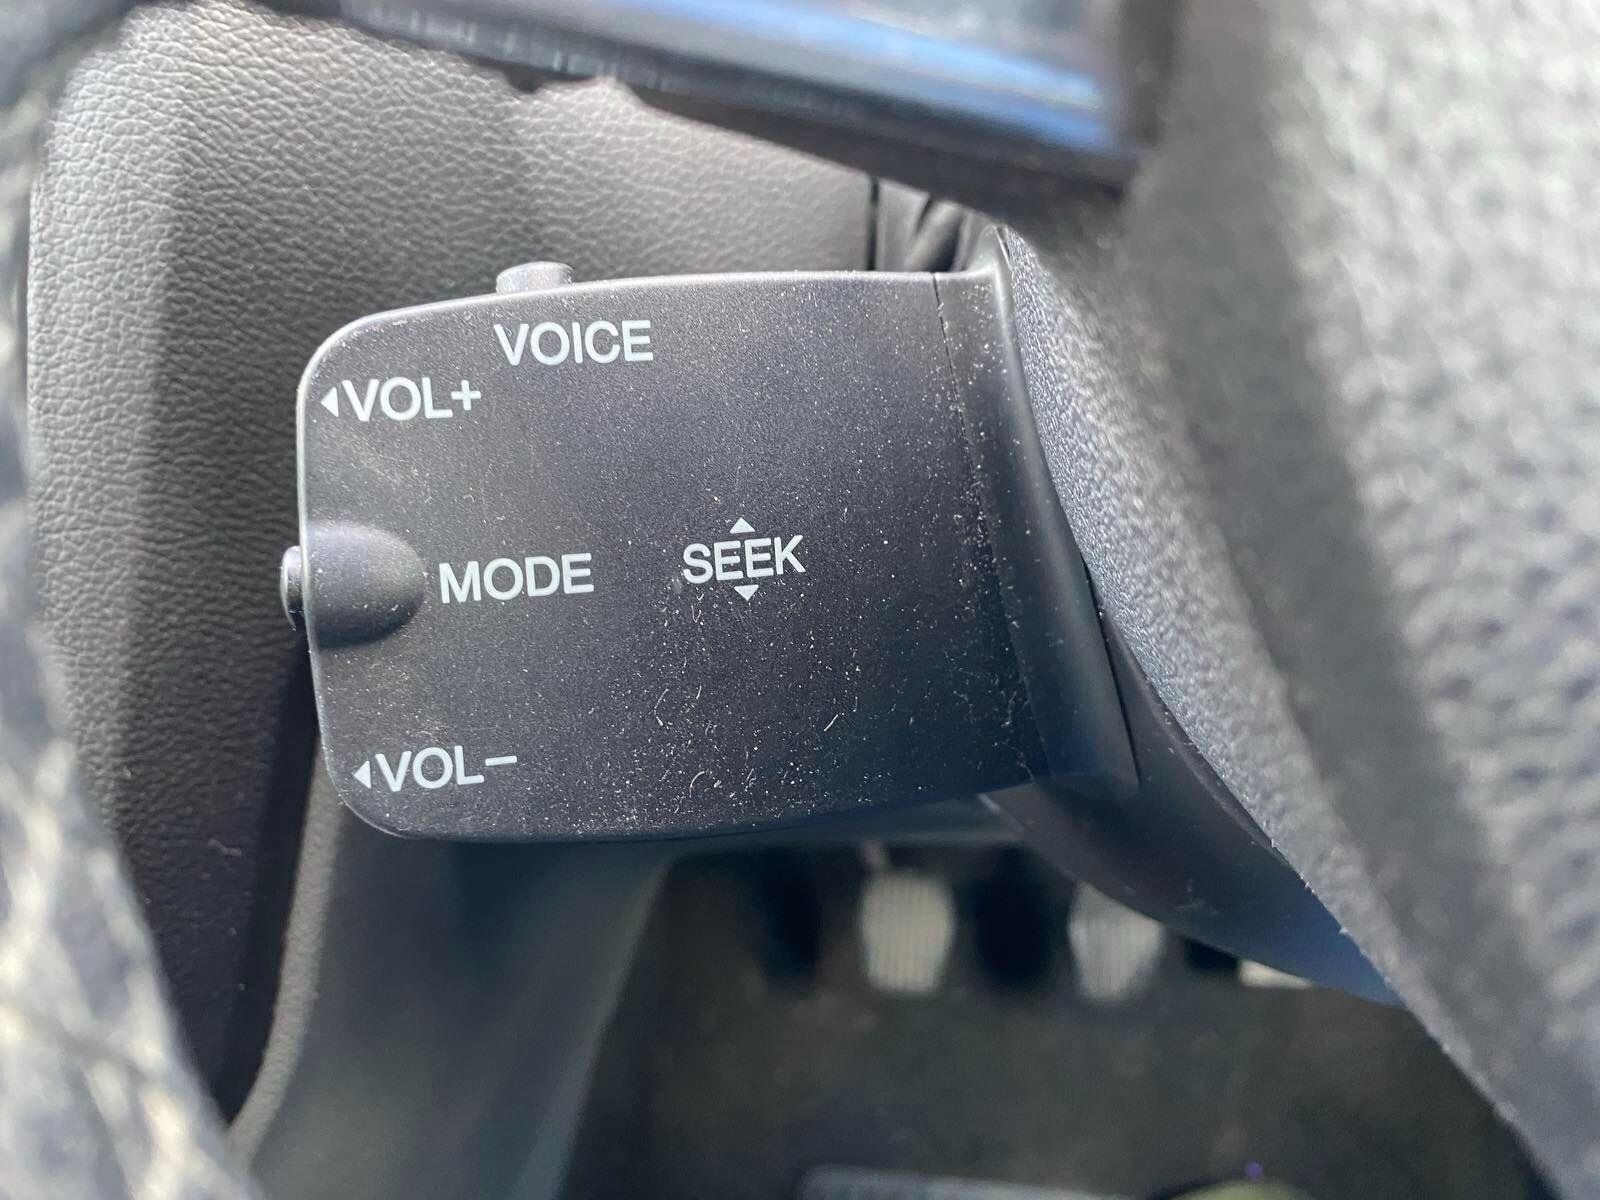 VOICE
◀VOL+
MODE
▲
SEEK
▼
◀VOL−